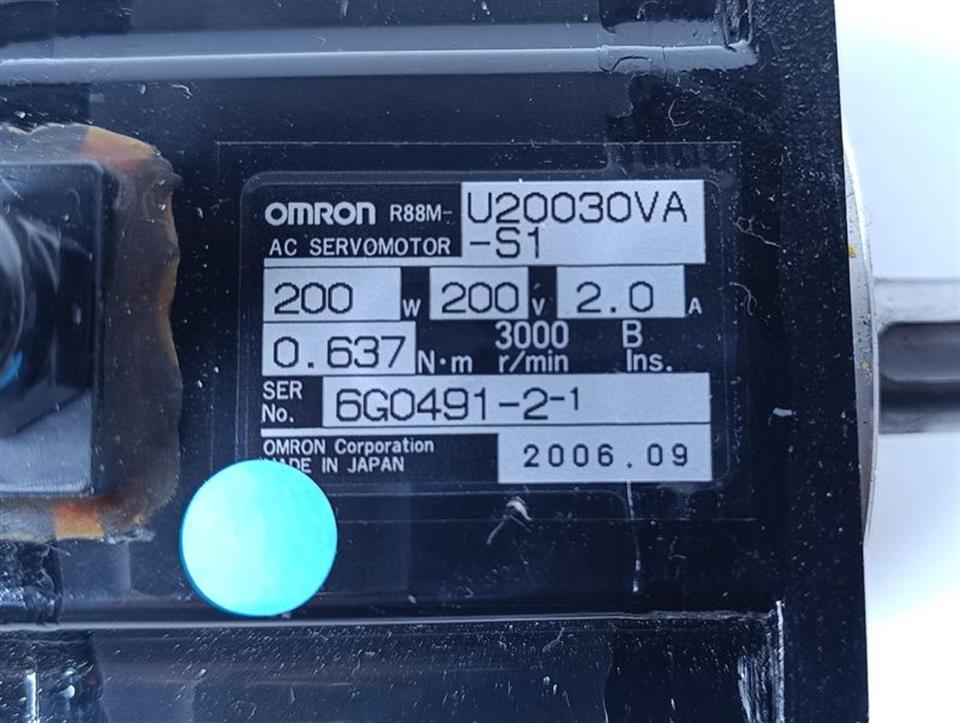 OMRON R88M-U20030VA
AC SERVOMOTOR -S1
200 W 200 V 2.0 A
0.637 N·m 3000 r/min B Ins.
SER No. 6G0491-2-1
OMRON Corporation
MADE IN JAPAN 2006.09